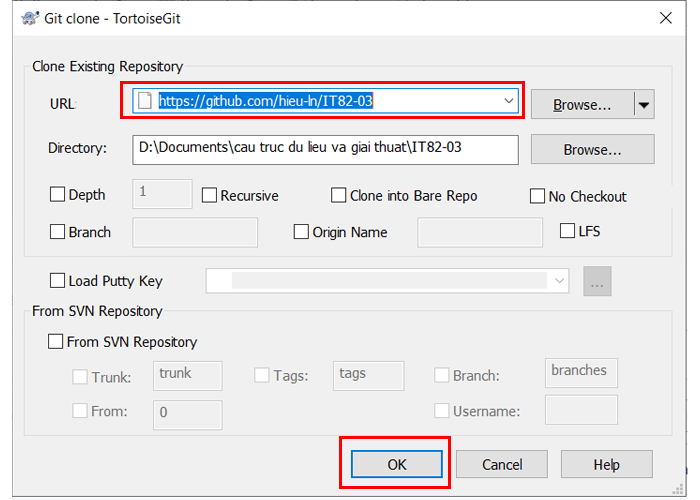 Git clone - TortoiseGit
Clone Existing Repository
URL: https://github.com/hieu-ln/IT82-03 Browse...
Directory: D:\Documents\cau truc du lieu va giai thuat\IT82-03 Browse...
Depth 1 Recursive Clone into Bare Repo No Checkout
Branch Origin Name LFS
Load Putty Key ...
From SVN Repository
From SVN Repository
Trunk: trunk Tags: tags Branch: branches
From: 0 Username:
OK Cancel Help